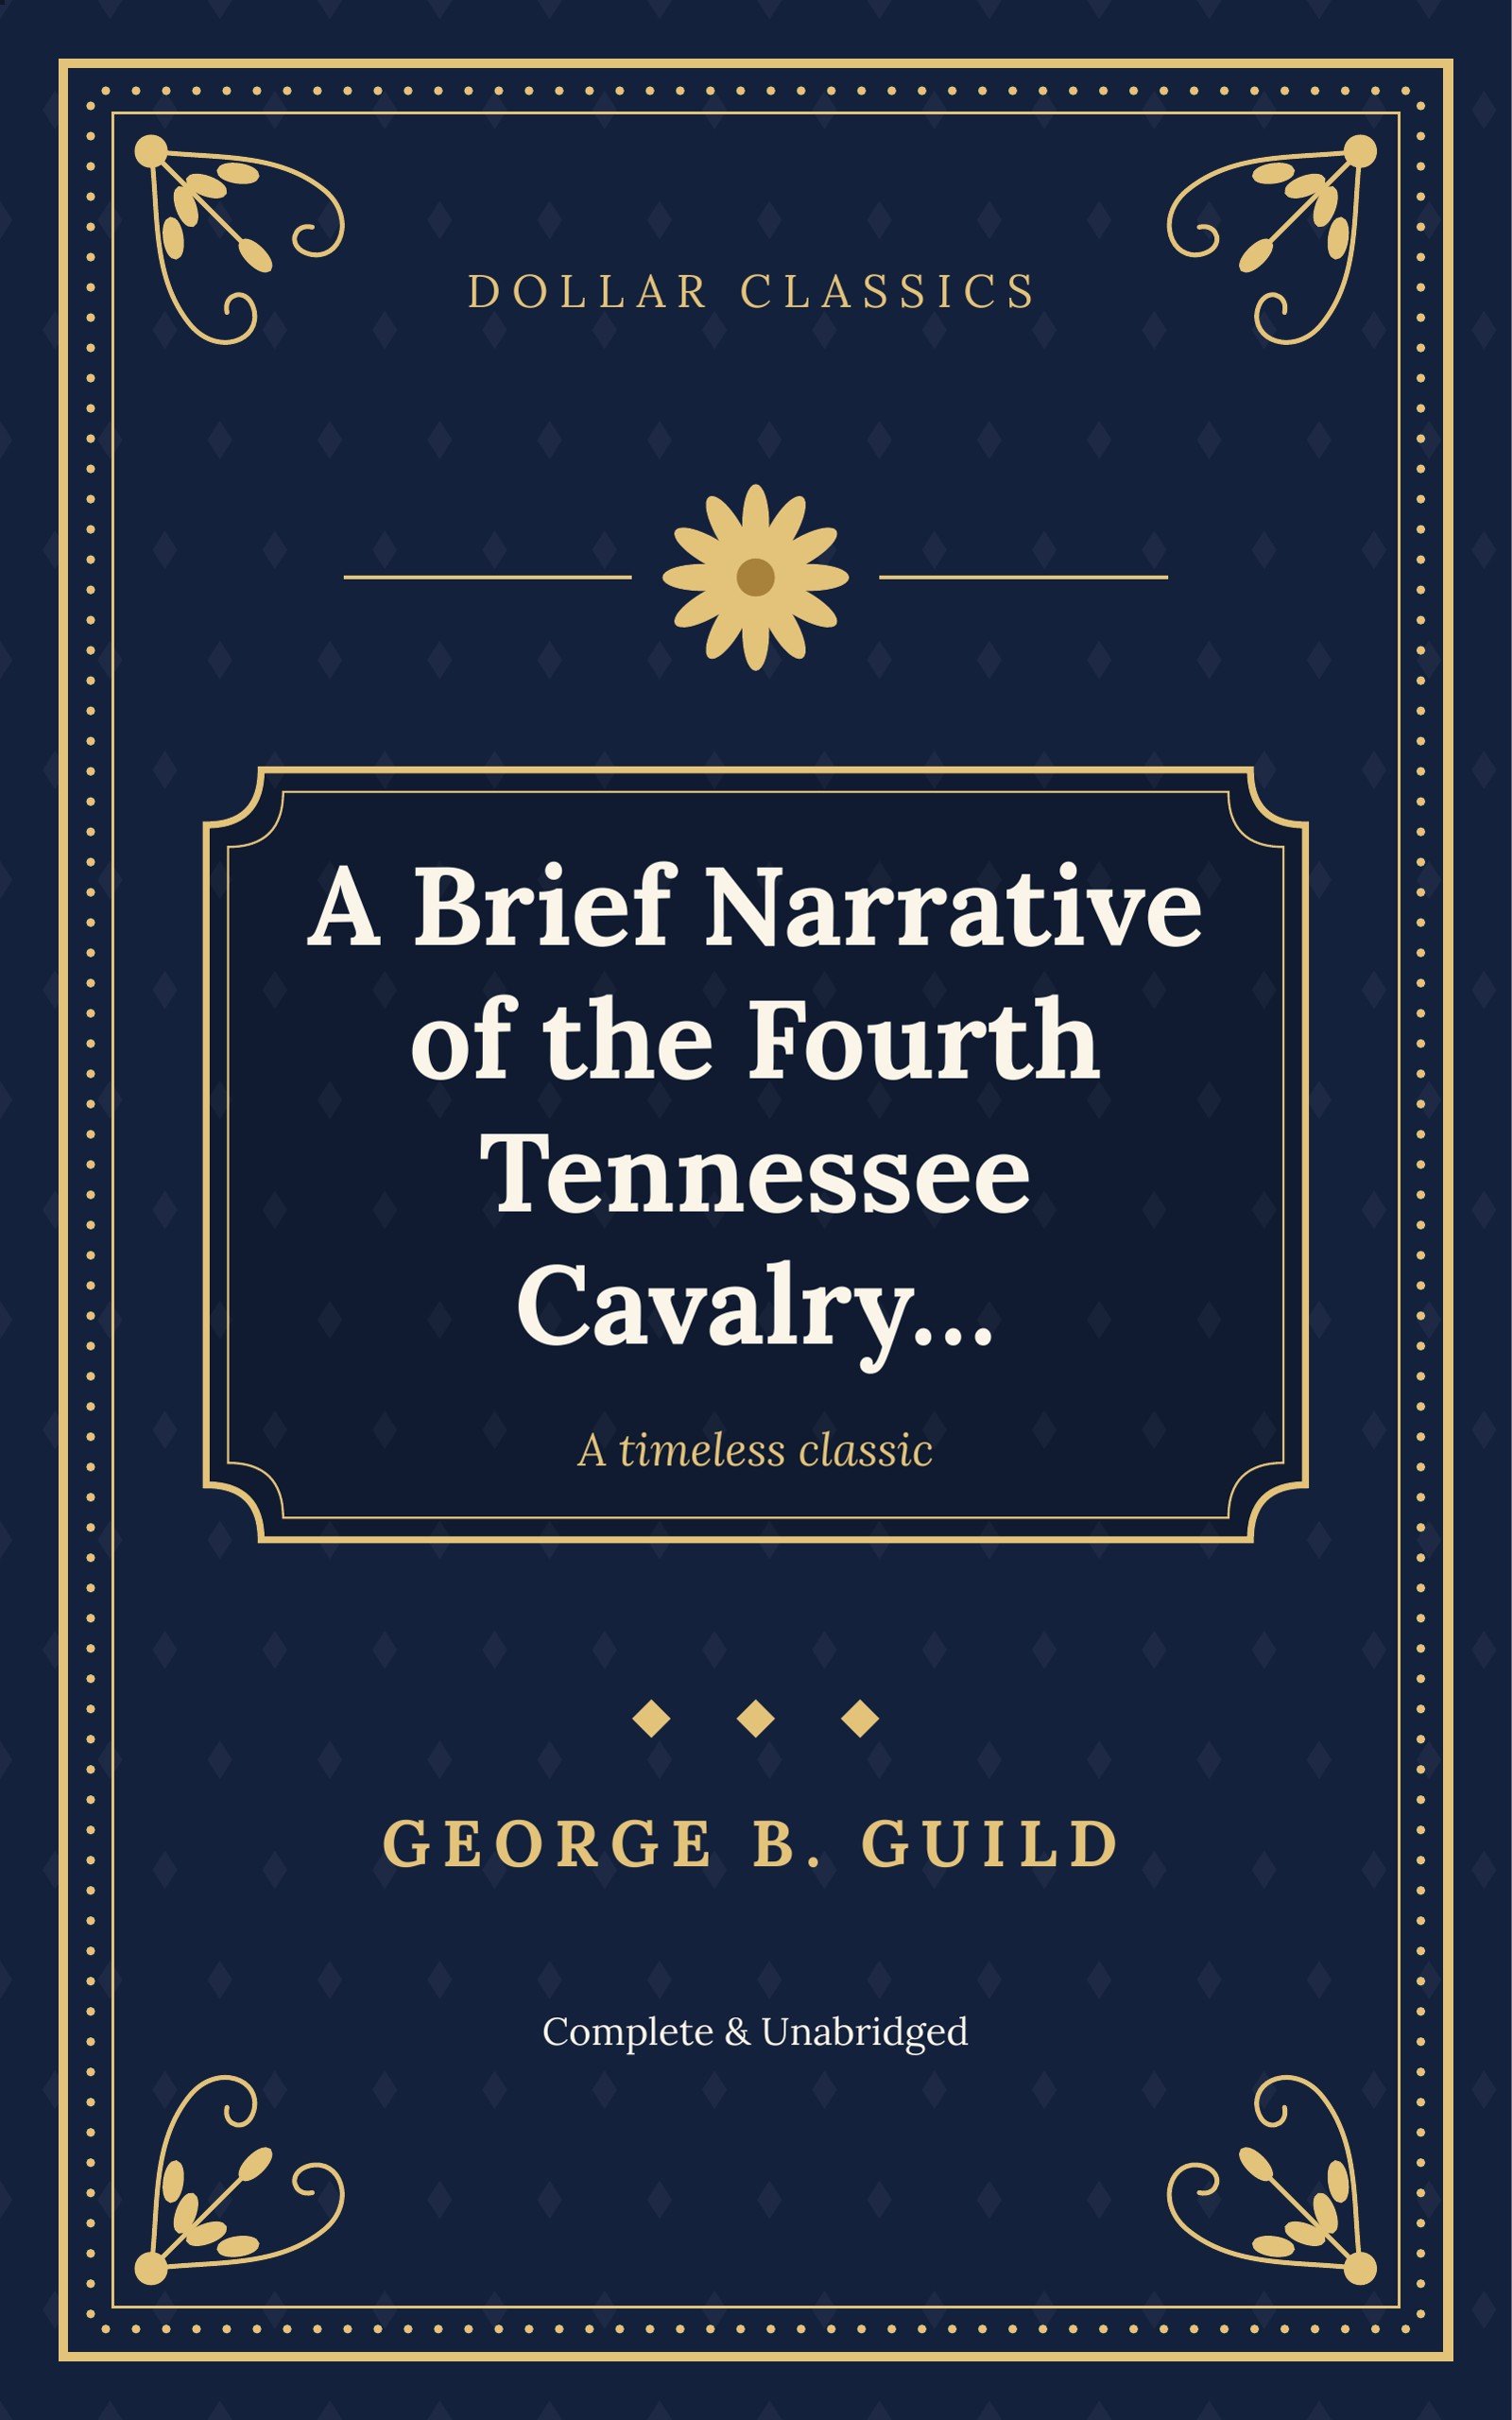 DOLLAR CLASSICS
A Brief Narrative
of the Fourth
Tennessee
Cavalry...
A timeless classic
GEORGE B. GUILD
Complete & Unabridged